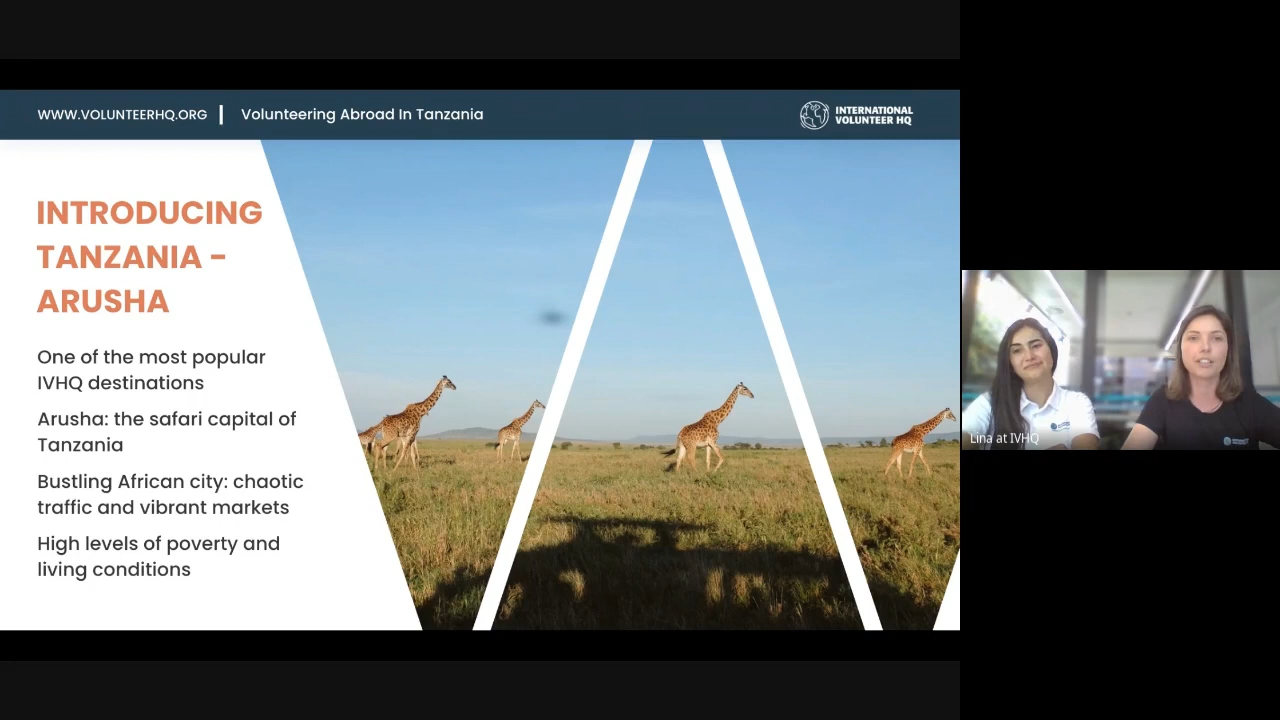 WWW.VOLUNTEERHQ.ORG | Volunteering Abroad In Tanzania
INTERNATIONAL
VOLUNTEER HQ
INTRODUCING
TANZANIA -
ARUSHA
One of the most popular
IVHQ destinations
Arusha: the safari capital of
Tanzania
Bustling African city: chaotic
traffic and vibrant markets
High levels of poverty and
living conditions
Lina at IVHQ